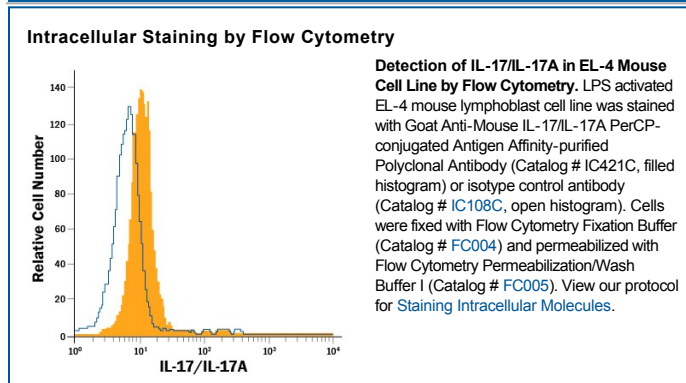 Intracellular Staining by Flow Cytometry
Detection of IL-17/IL-17A in EL-4 Mouse
Cell Line by Flow Cytometry. LPS activated
EL-4 mouse lymphoblast cell line was stained
with Goat Anti-Mouse IL-17/IL-17A PerCP-
conjugated Antigen Affinity-purified
Polyclonal Antibody (Catalog # IC421C, filled
histogram) or isotype control antibody
(Catalog # IC108C, open histogram). Cells
were fixed with Flow Cytometry Fixation Buffer
(Catalog # FC004) and permeabilized with
Flow Cytometry Permeabilization/Wash
Buffer I (Catalog # FC005). View our protocol
for Staining Intracellular Molecules.
Relative Cell Number
140
120
100
80
60
40
20
0
10⁰ 10¹ 10² 10³ 10⁴
IL-17/IL-17A